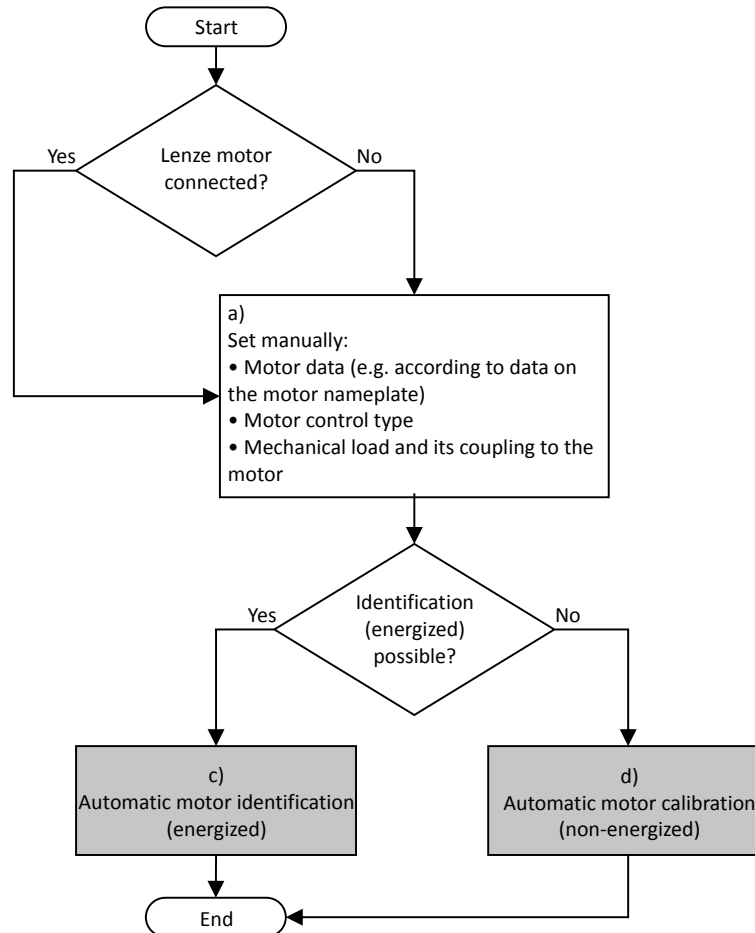 Start
Lenze motor
connected?
Yes
No
a)
Set manually:
• Motor data (e.g. according to data on
the motor nameplate)
• Motor control type
• Mechanical load and its coupling to the
motor
Identification
(energized)
possible?
Yes
No
c)
Automatic motor identification
(energized)
d)
Automatic motor calibration
(non-energized)
End